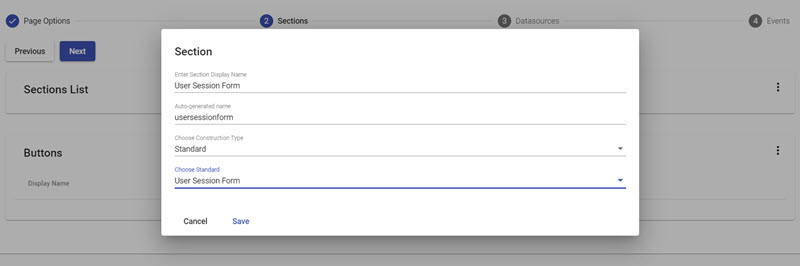 Page Options
2 Sections
3 Datasources
4 Events
Previous
Next
Sections List
Buttons
Display Name
Section
Enter Section Display Name
User Session Form
Auto-generated name
usersessionform
Choose Construction Type
Standard
Choose Standard
User Session Form
Cancel
Save